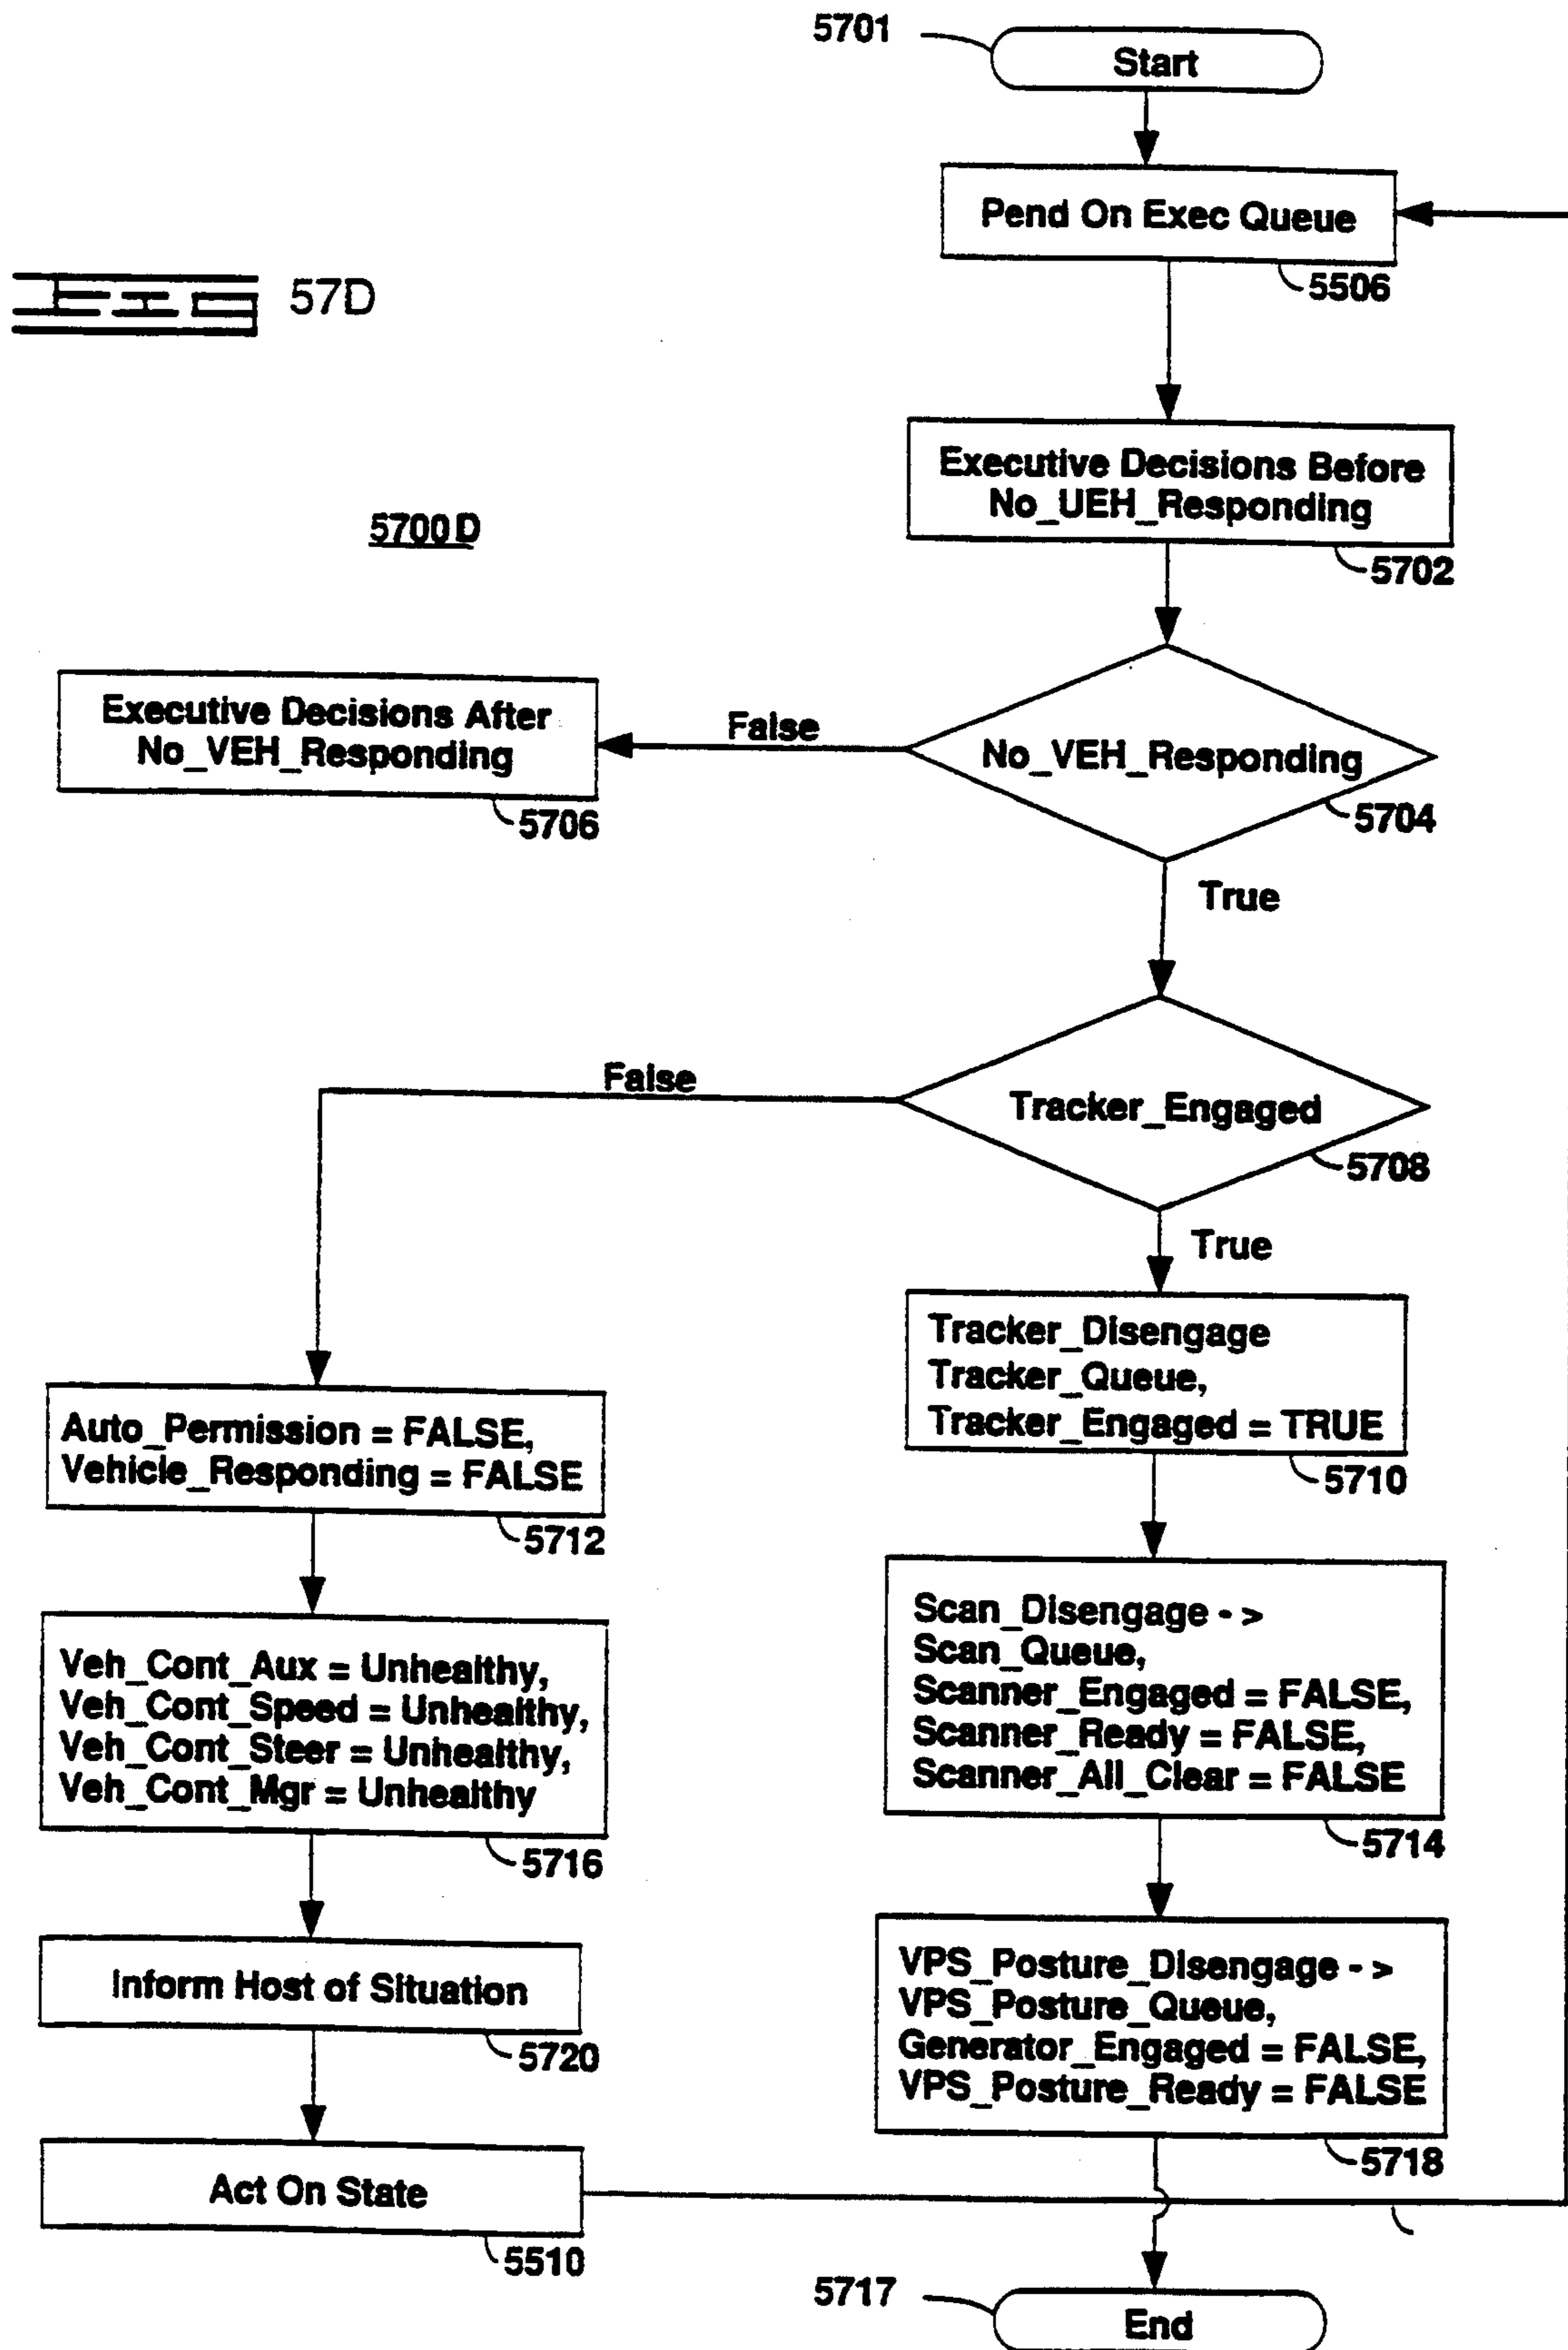 5701
Start
Pend On Exec Queue
5506
FIG 57D
Executive Decisions Before
No_UEH_Responding
5702
5700 D
Executive Decisions After
No_VEH_Responding
5706
False
No_VEH_Responding
5704
True
False
Tracker_Engaged
5708
True
Tracker_Disengage
Tracker_Queue,
Tracker_Engaged = TRUE
5710
Auto_Permission = FALSE,
Vehicle_Responding = FALSE
5712
Scan_Disengage - >
Scan_Queue,
Scanner_Engaged = FALSE,
Scanner_Ready = FALSE,
Scanner_All_Clear = FALSE
5714
Veh_Cont_Aux = Unhealthy,
Veh_Cont_Speed = Unhealthy,
Veh_Cont_Steer = Unhealthy,
Veh_Cont_Mgr = Unhealthy
5716
VPS_Posture_Disengage - >
VPS_Posture_Queue,
Generator_Engaged = FALSE,
VPS_Posture_Ready = FALSE
5718
Inform Host of Situation
5720
Act On State
5510
5717
End